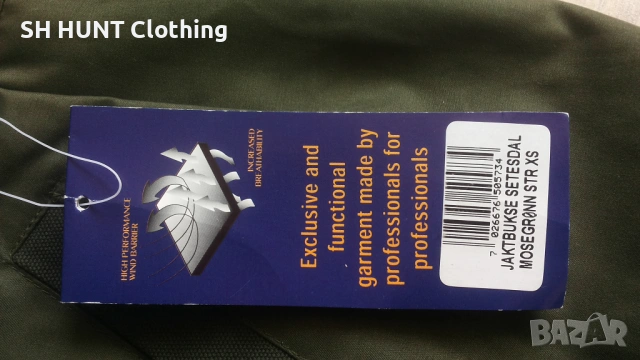 SH HUNT Clothing
HIGH PERFORMANCE
WIND BARRIER
INCREASED
BREATHABILITY
Exclusive and
functional
garment made by
professionals for
professionals
7 026676 505734
JAKTBUKSE SETESDAL
MOSEGRØNN STR XS
BAZAR